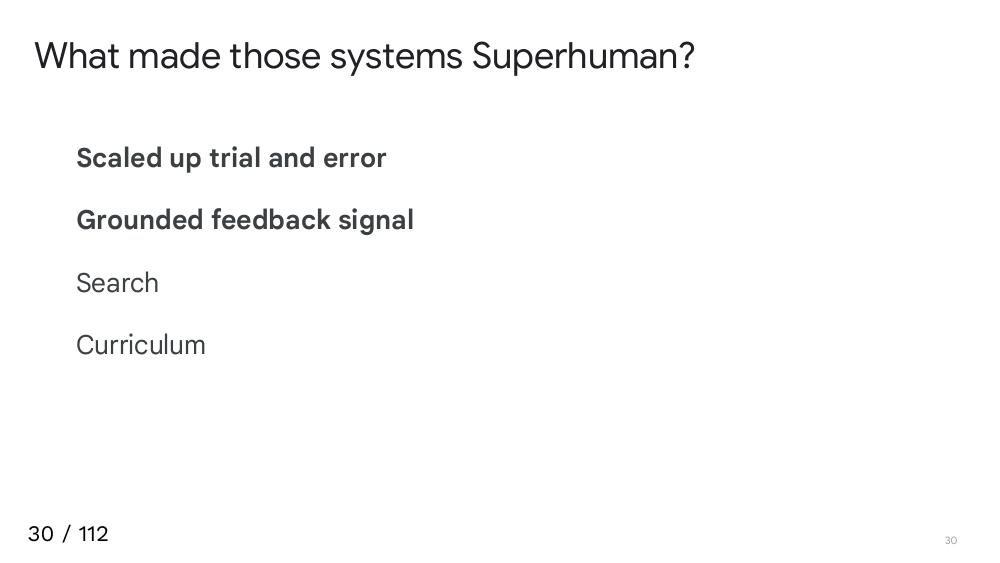 What made those systems Superhuman?
Scaled up trial and error
Grounded feedback signal
Search
Curriculum
30 / 112
30